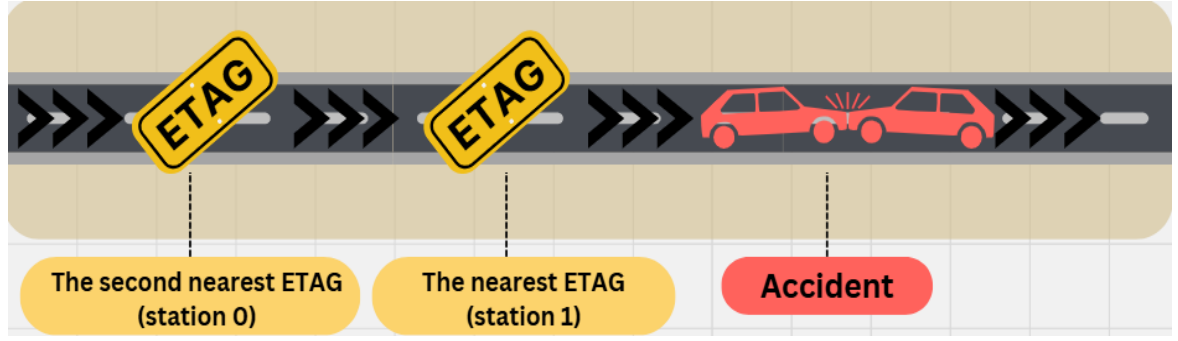 ETAG
ETAG
The second nearest ETAG
(station 0)
The nearest ETAG
(station 1)
Accident